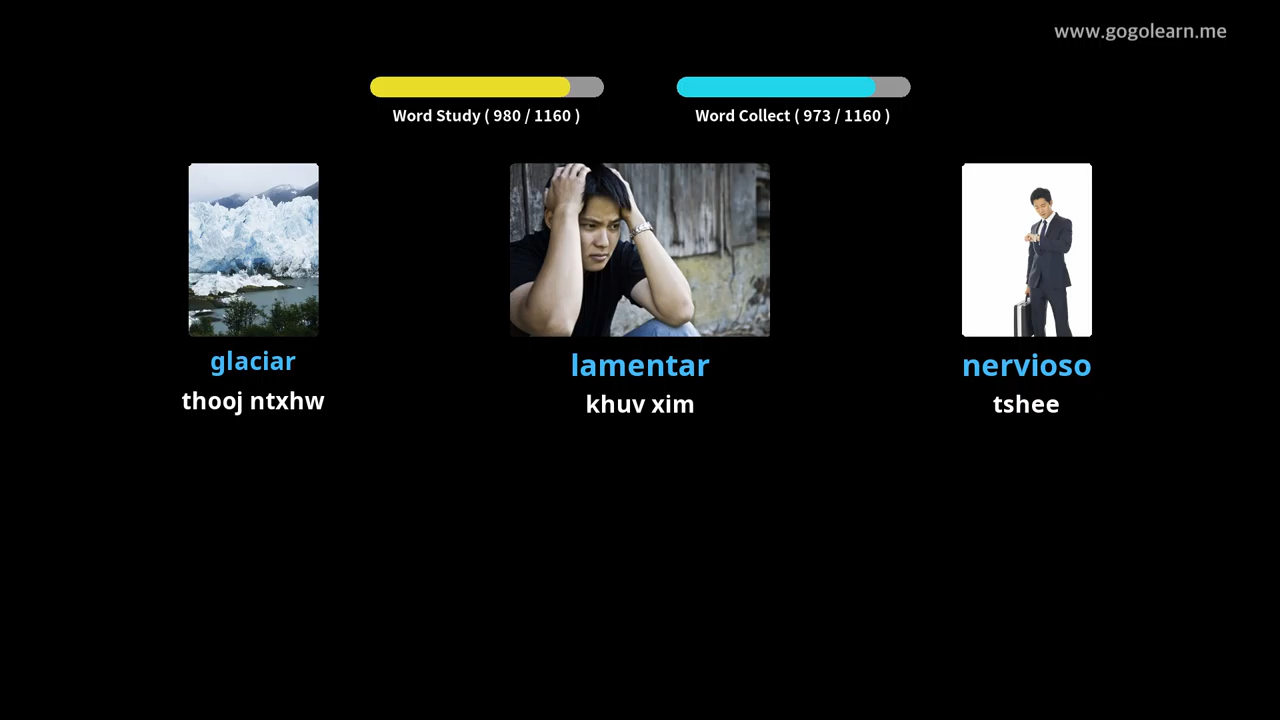 www.gogolearn.me
Word Study ( 980 / 1160 )
Word Collect ( 973 / 1160 )
glaciar
thooj ntxhw
lamentar
khuv xim
nervioso
tshee